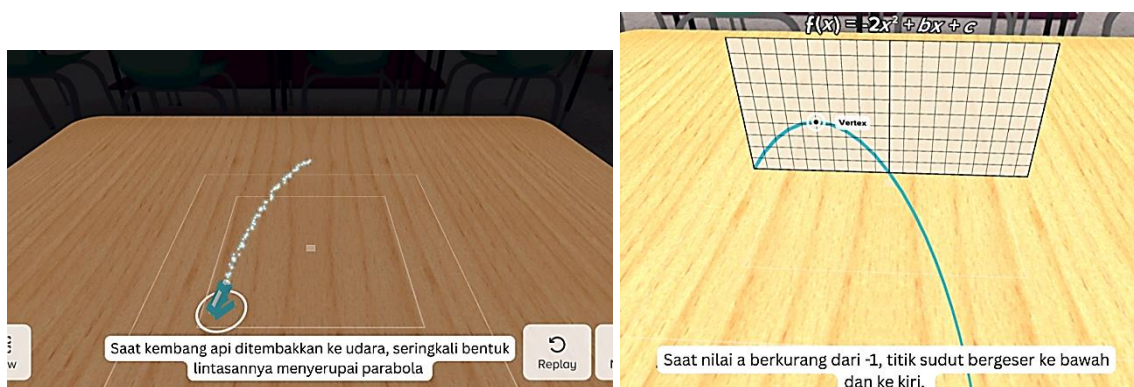 Saat kembang api ditembakkan ke udara, seringkali bentuk
lintasannya menyerupai parabola
Replay
f(x) = -2x² + bx + c
Vertex
Saat nilai a berkurang dari -1, titik sudut bergeser ke bawah
dan ke kiri.